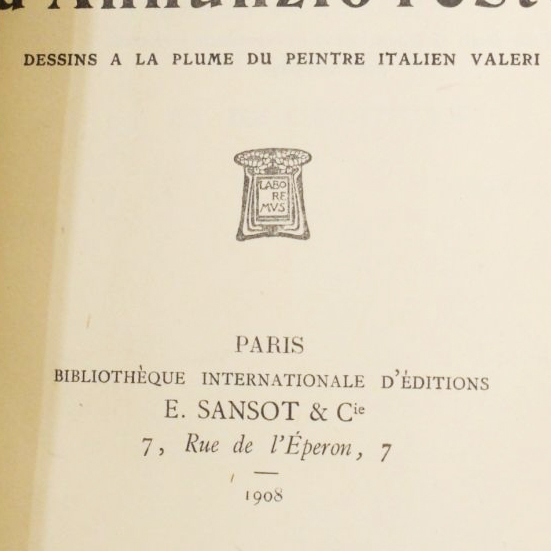 d'Annunzio
DESSINS A LA PLUME DU PEINTRE ITALIEN VALERI
LABO
RE
MVS
PARIS
BIBLIOTHÈQUE INTERNATIONALE D'ÉDITIONS
E. SANSOT & Cie
7, Rue de l'Éperon, 7
1908